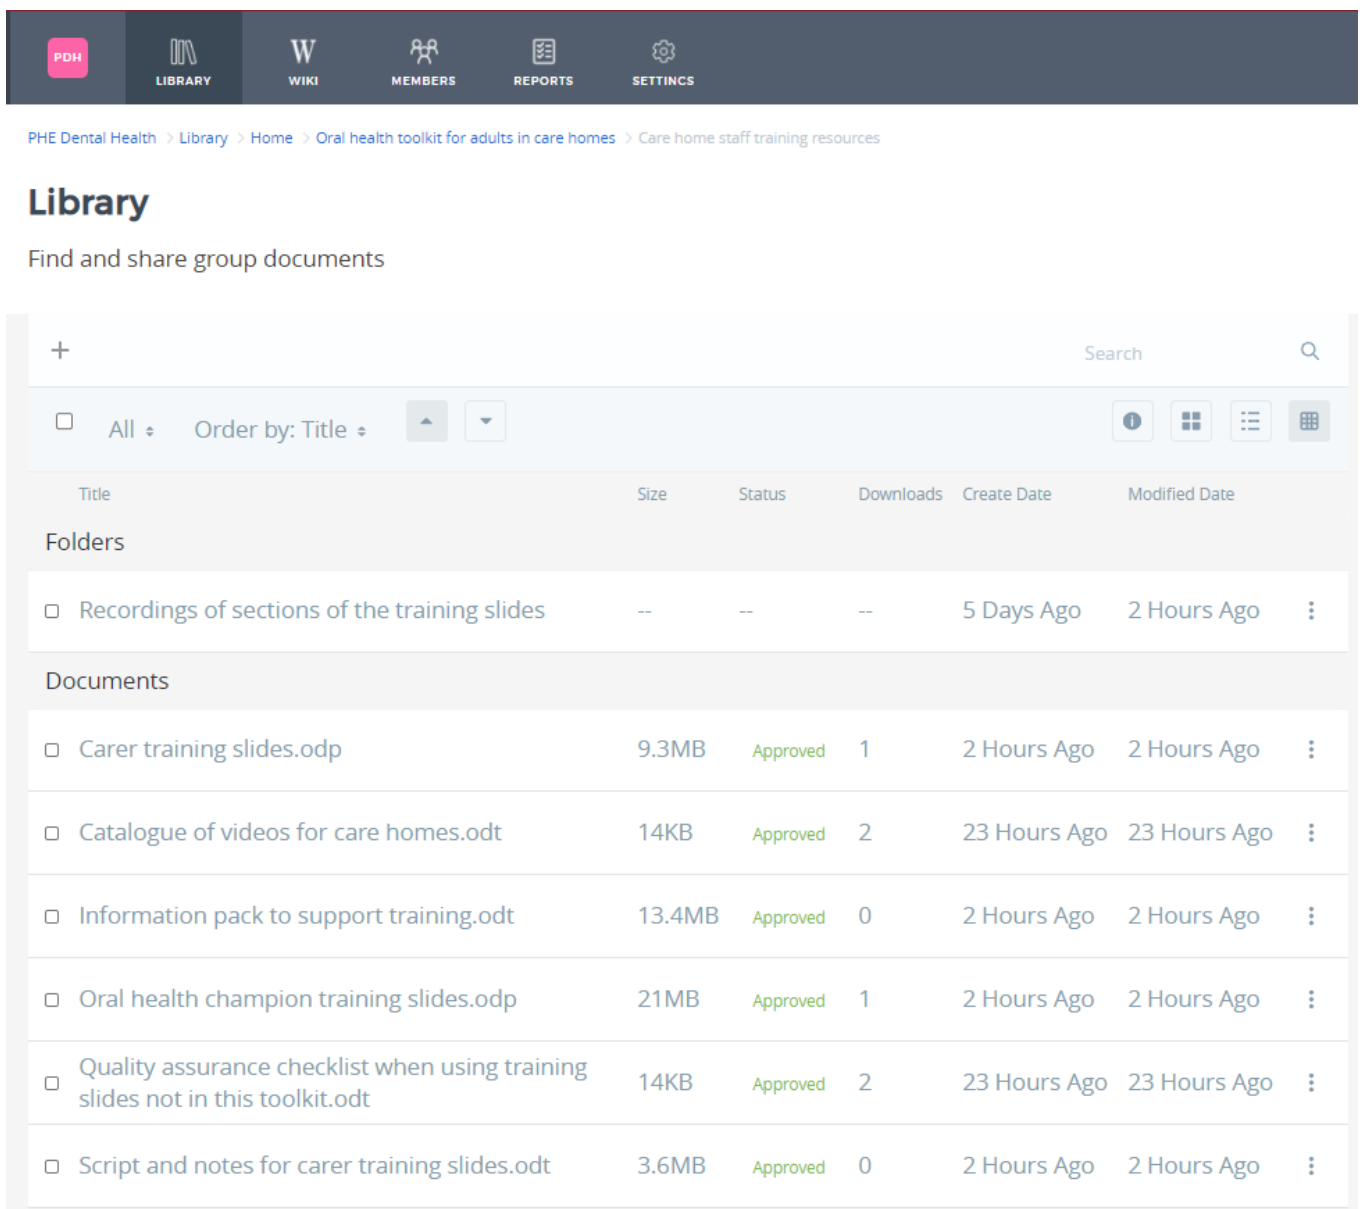 PDH
LIBRARY
WIKI
MEMBERS
REPORTS
SETTINCS
PHE Dental Health > Library > Home > Oral health toolkit for adults in care homes > Care home staff training resources
Library
Find and share group documents
+ Search
All Order by: Title
Title Size Status Downloads Create Date Modified Date
Folders
Recordings of sections of the training slides -- -- -- 5 Days Ago 2 Hours Ago
Documents
Carer training slides.odp 9.3MB Approved 1 2 Hours Ago 2 Hours Ago
Catalogue of videos for care homes.odt 14KB Approved 2 23 Hours Ago 23 Hours Ago
Information pack to support training.odt 13.4MB Approved 0 2 Hours Ago 2 Hours Ago
Oral health champion training slides.odp 21MB Approved 1 2 Hours Ago 2 Hours Ago
Quality assurance checklist when using training
slides not in this toolkit.odt 14KB Approved 2 23 Hours Ago 23 Hours Ago
Script and notes for carer training slides.odt 3.6MB Approved 0 2 Hours Ago 2 Hours Ago